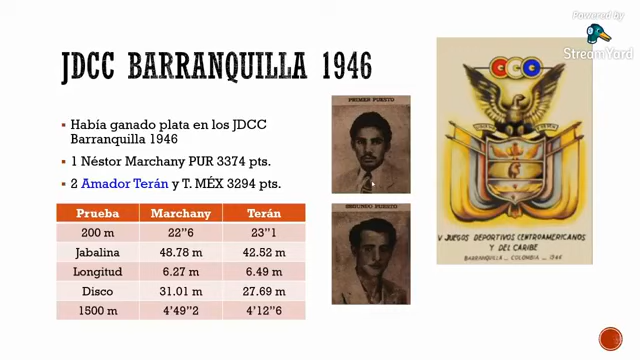 Powered by
StreamYard
JDCC BARRANQUILLA 1946
Había ganado plata en los JDCC
Barranquilla 1946
1 Néstor Marchany PUR 3374 pts.
2 Amador Terán y T. MÉX 3294 pts.
Prueba Marchany Terán
200 m 22”6 23”1
Jabalina 48.78 m 42.52 m
Longitud 6.27 m 6.49 m
Disco 31.01 m 27.69 m
1500 m 4’49”2 4’12”6
PRIMER PUESTO
SEGUNDO PUESTO
V JUEGOS DEPORTIVOS CENTROAMERICANOS
Y DEL CARIBE
BARRANQUILLA _ COLOMBIA _ 1946